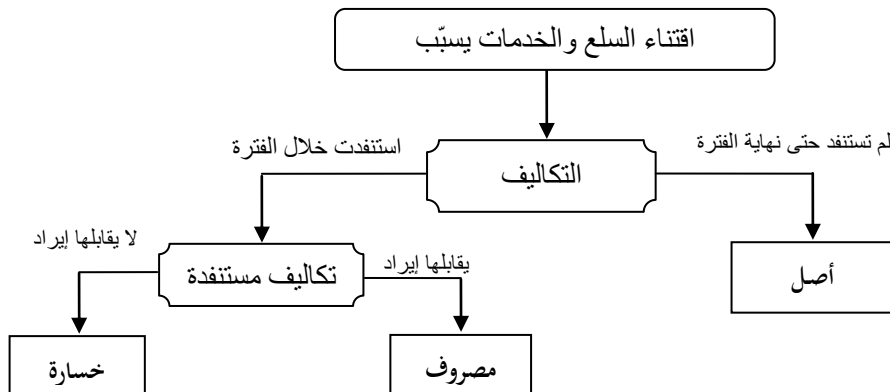 اقتناء السلع والخدمات يسبّب
لم تستنفد حتى نهاية الفترة
استنفدت خلال الفترة
التكاليف
لا يقابلها إيراد
يقابلها إيراد
تكاليف مستنفدة
أصل
مصروف
خسارة